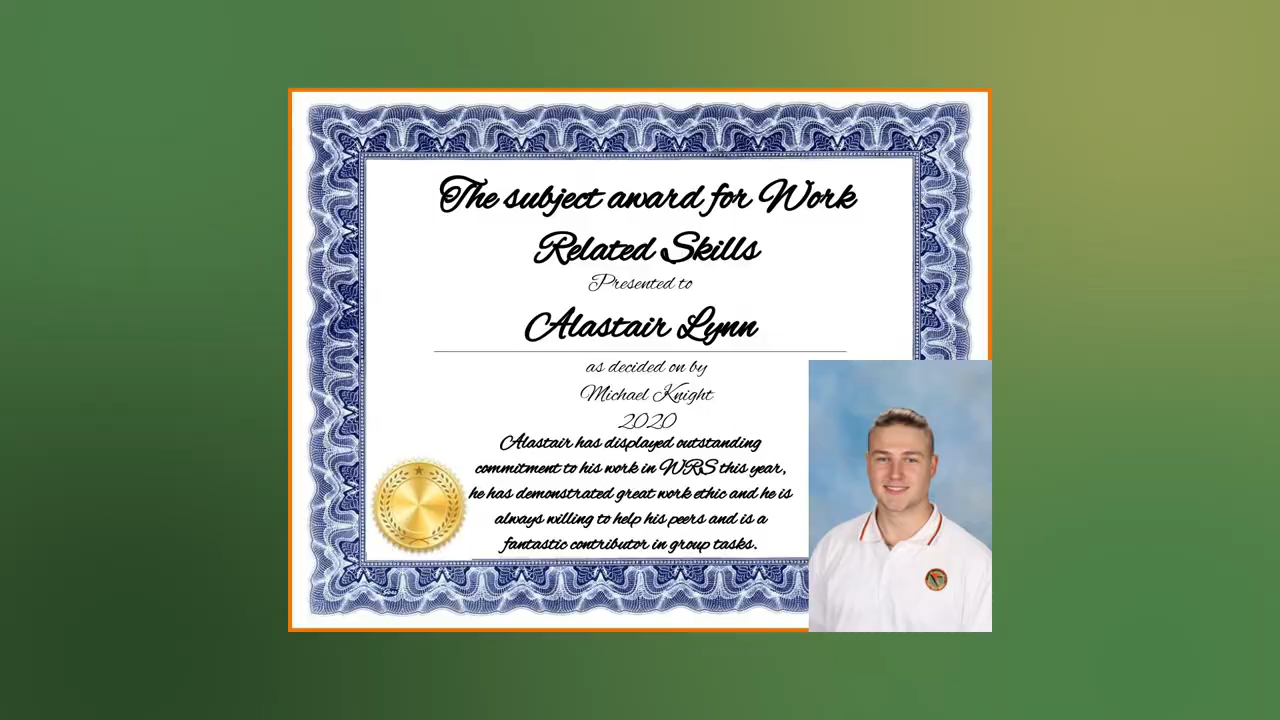 The subject award for Work
Related Skills
Presented to
Alastair Lynn
as decided on by
Michael Knight
2020
Alastair has displayed outstanding
commitment to his work in WRS this year,
he has demonstrated great work ethic and he is
always willing to help his peers and is a
fantastic contributor in group tasks.